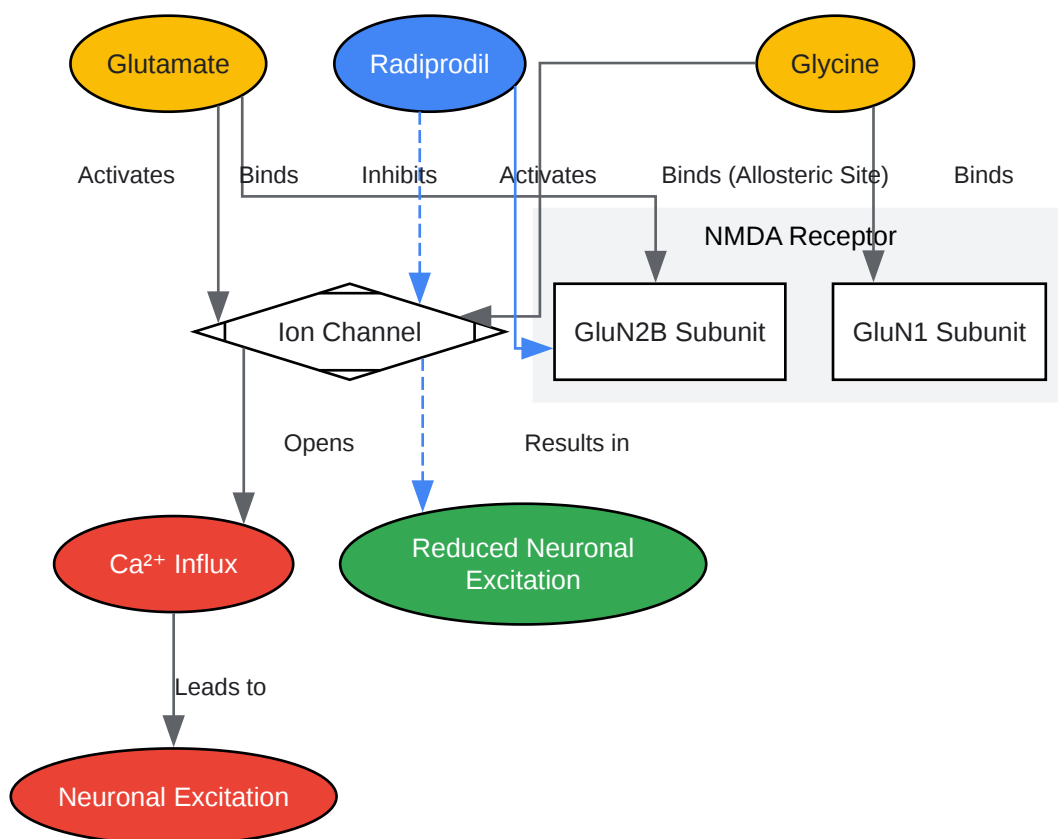 Glutamate
Radiprodil
Glycine
Activates
Binds
Inhibits
Activates
Binds (Allosteric Site)
Binds
NMDA Receptor
Ion Channel
GluN2B Subunit
GluN1 Subunit
Opens
Results in
Ca²⁺ Influx
Reduced Neuronal
Excitation
Leads to
Neuronal Excitation